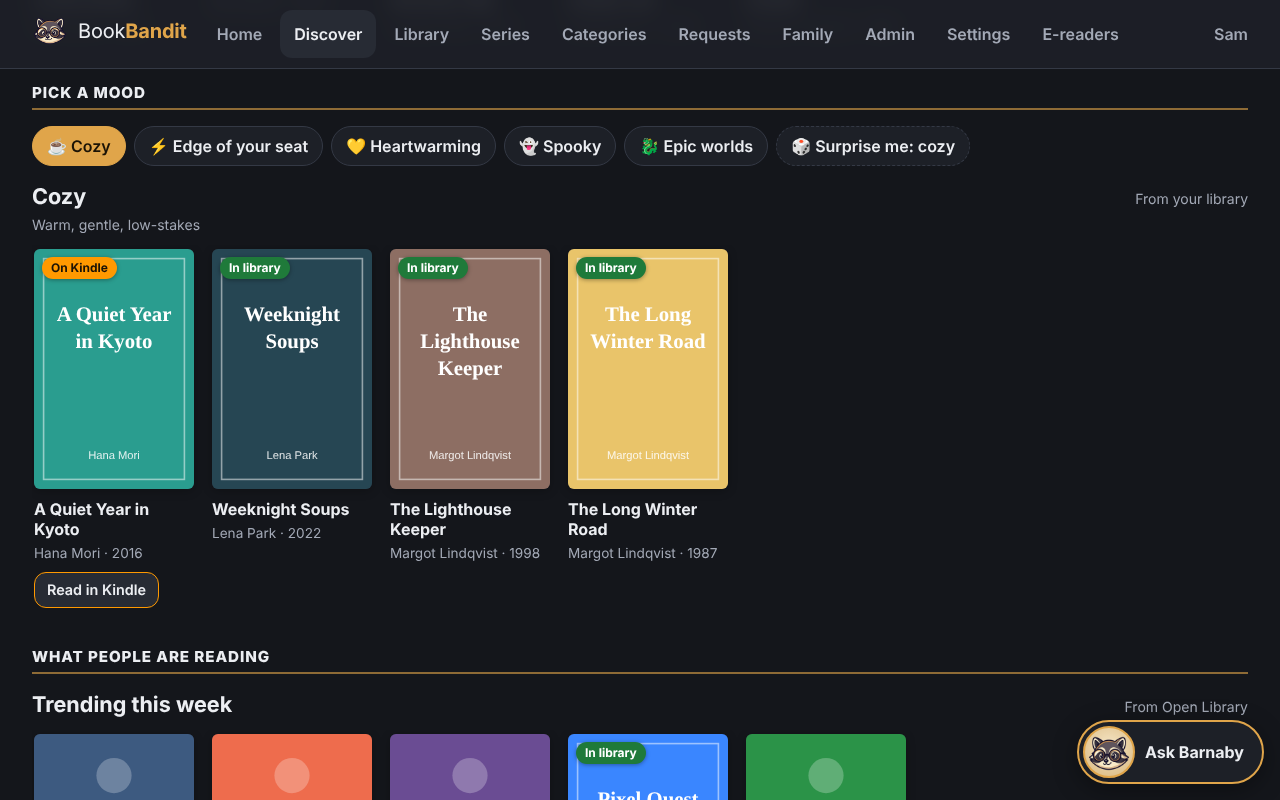 BookBandit
Home
Discover
Library
Series
Categories
Requests
Family
Admin
Settings
E-readers
Sam
PICK A MOOD
☕ Cozy
⚡ Edge of your seat
💛 Heartwarming
👻 Spooky
🐉 Epic worlds
🎲 Surprise me: cozy
Cozy
From your library
Warm, gentle, low-stakes
On Kindle
A Quiet Year
in Kyoto
Hana Mori
A Quiet Year in
Kyoto
Hana Mori · 2016
Read in Kindle
In library
Weeknight
Soups
Lena Park
Weeknight Soups
Lena Park · 2022
In library
The
Lighthouse
Keeper
Margot Lindqvist
The Lighthouse
Keeper
Margot Lindqvist · 1998
In library
The Long
Winter Road
Margot Lindqvist
The Long Winter
Road
Margot Lindqvist · 1987
WHAT PEOPLE ARE READING
Trending this week
From Open Library
In library
Pixel Quest
Ask Barnaby